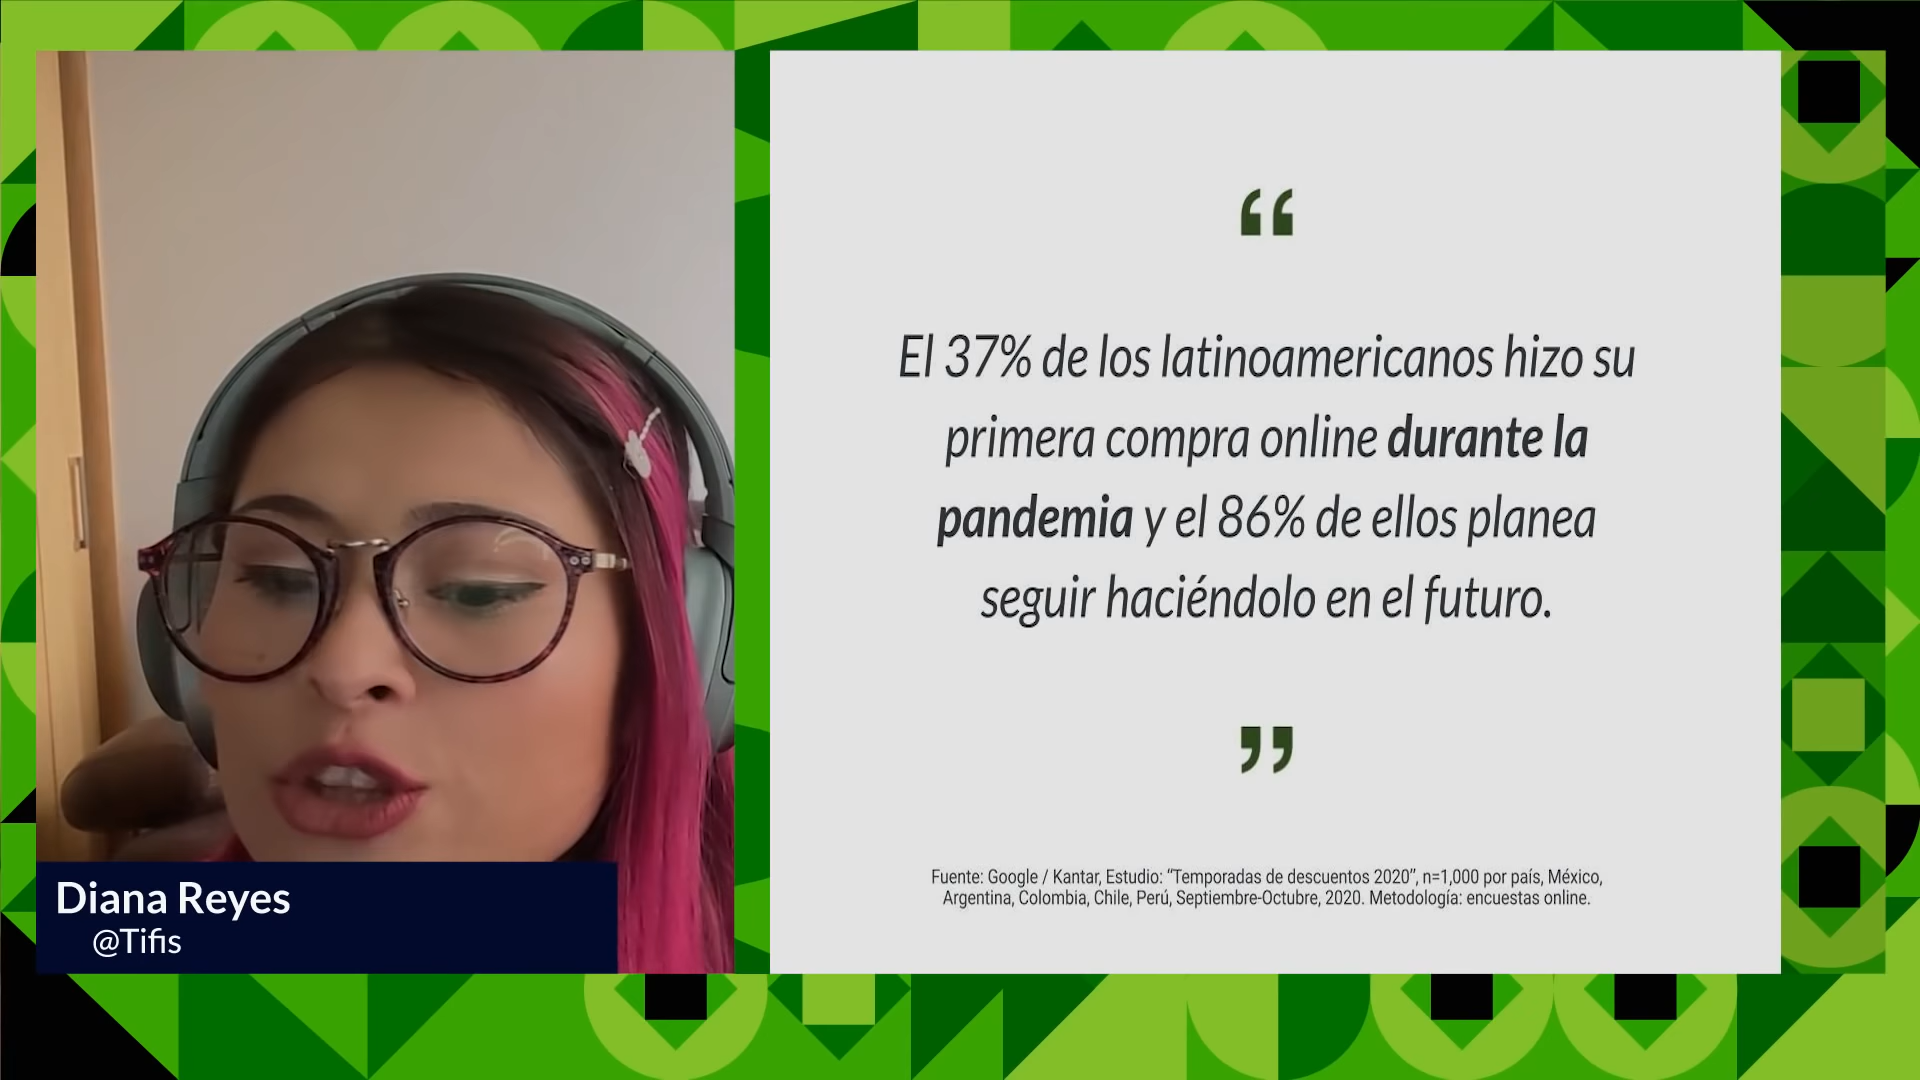 “
El 37% de los latinoamericanos hizo su
primera compra online durante la
pandemia y el 86% de ellos planea
seguir haciéndolo en el futuro.
”
Fuente: Google / Kantar, Estudio: “Temporadas de descuentos 2020”, n=1,000 por país, México,
Argentina, Colombia, Chile, Perú, Septiembre-Octubre, 2020. Metodología: encuestas online.
Diana Reyes
@Tifis